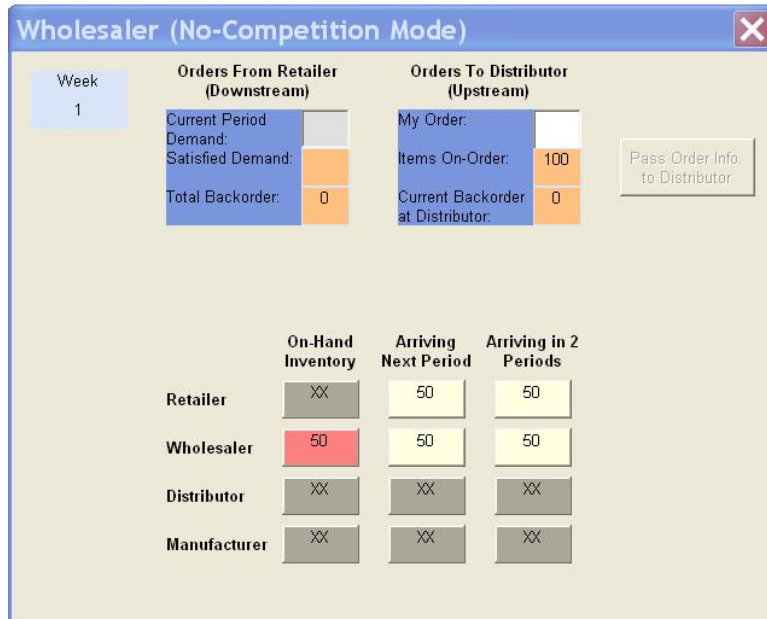 Wholesaler (No-Competition Mode)
Week
1
Orders From Retailer
(Downstream)
Current Period
Demand:
Satisfied Demand:
Total Backorder: 0
Orders To Distributor
(Upstream)
My Order:
Items On-Order: 100
Current Backorder 0
at Distributor:
Pass Order Info.
to Distributor
On-Hand Arriving Arriving in 2
Inventory Next Period Periods
Retailer XX 50 50
Wholesaler 50 50 50
Distributor XX XX XX
Manufacturer XX XX XX